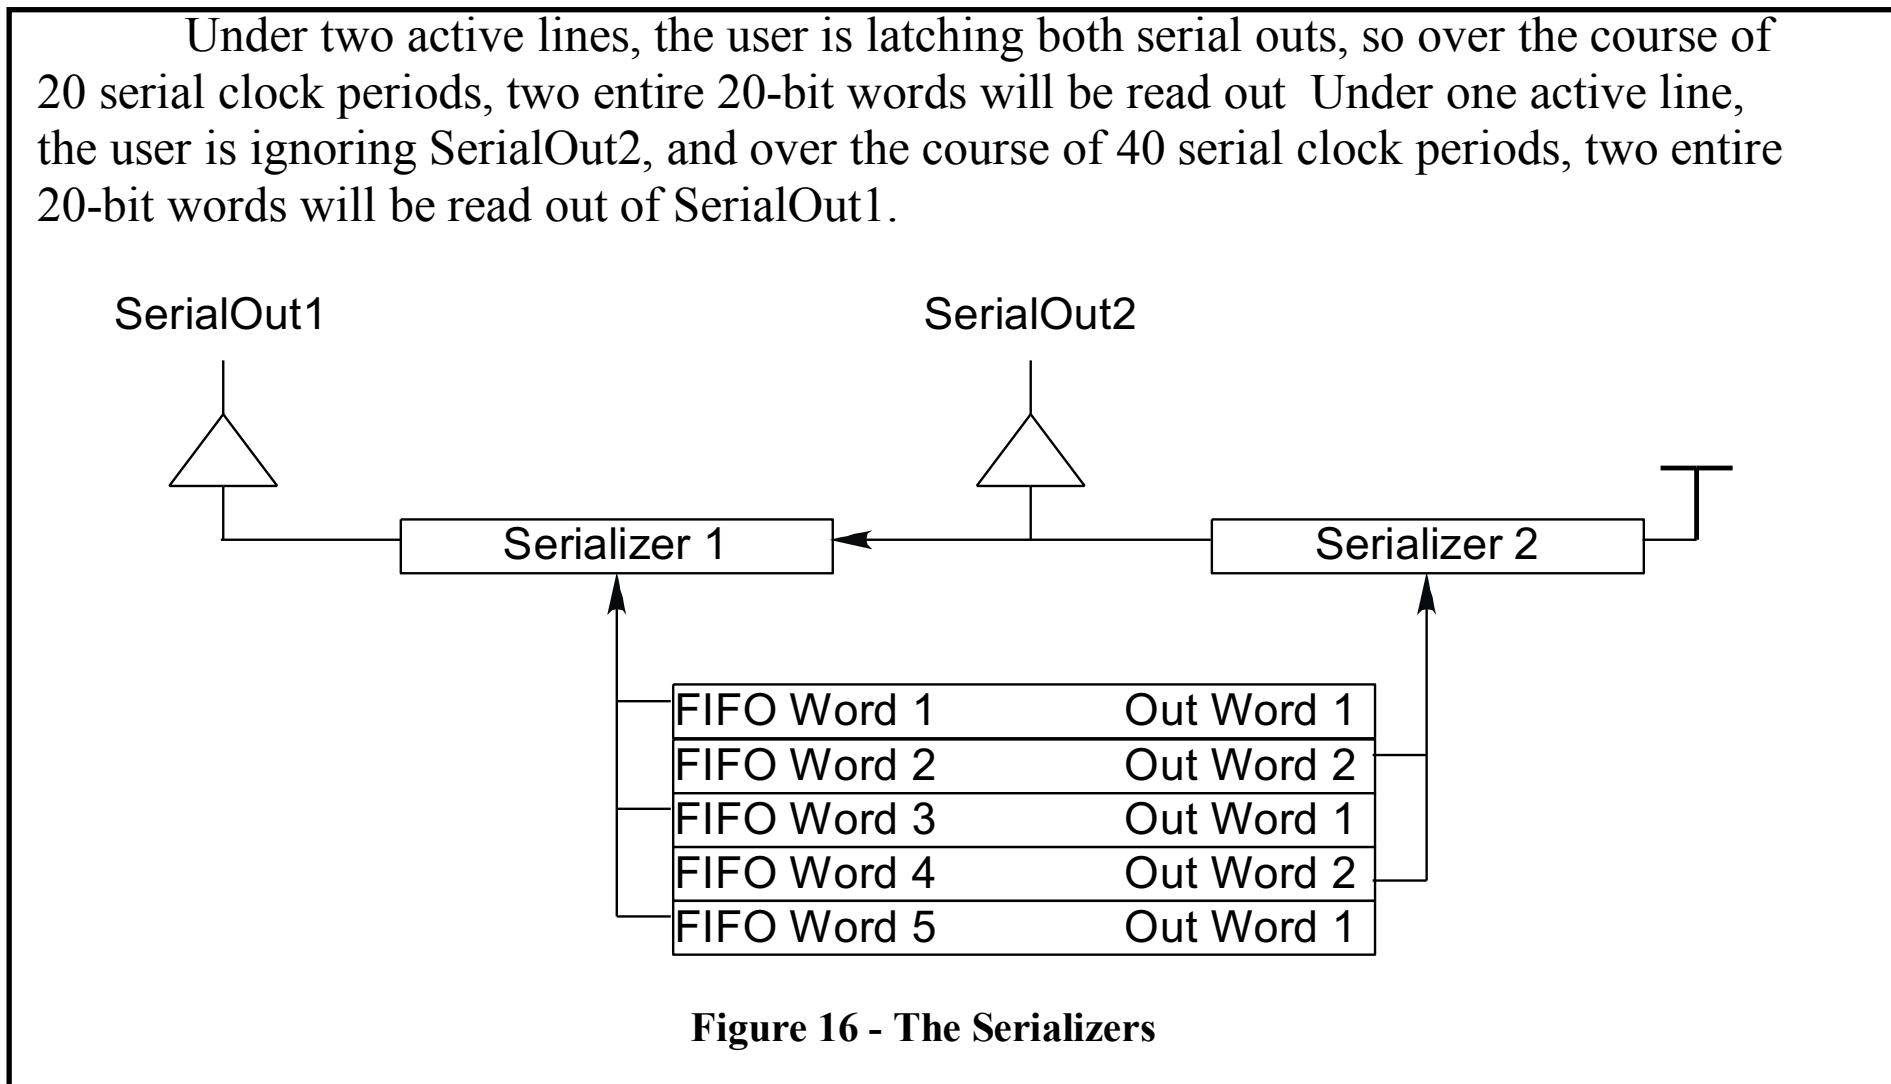 Under two active lines, the user is latching both serial outs, so over the course of
20 serial clock periods, two entire 20-bit words will be read out  Under one active line,
the user is ignoring SerialOut2, and over the course of 40 serial clock periods, two entire
20-bit words will be read out of SerialOut1.
SerialOut1 SerialOut2
Serializer 1 Serializer 2
FIFO Word 1 Out Word 1
FIFO Word 2 Out Word 2
FIFO Word 3 Out Word 1
FIFO Word 4 Out Word 2
FIFO Word 5 Out Word 1
Figure 16 - The Serializers